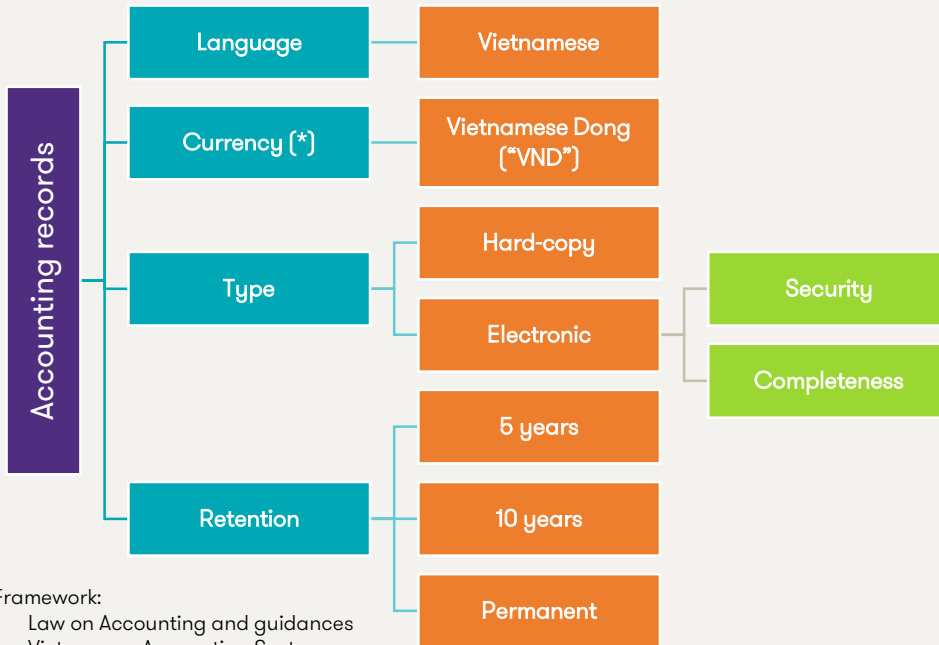 Accounting records
Language
Vietnamese
Currency (*)
Vietnamese Dong
(“VND”)
Type
Hard-copy
Electronic
Security
Completeness
Retention
5 years
10 years
Permanent
Framework:
Law on Accounting and guidances